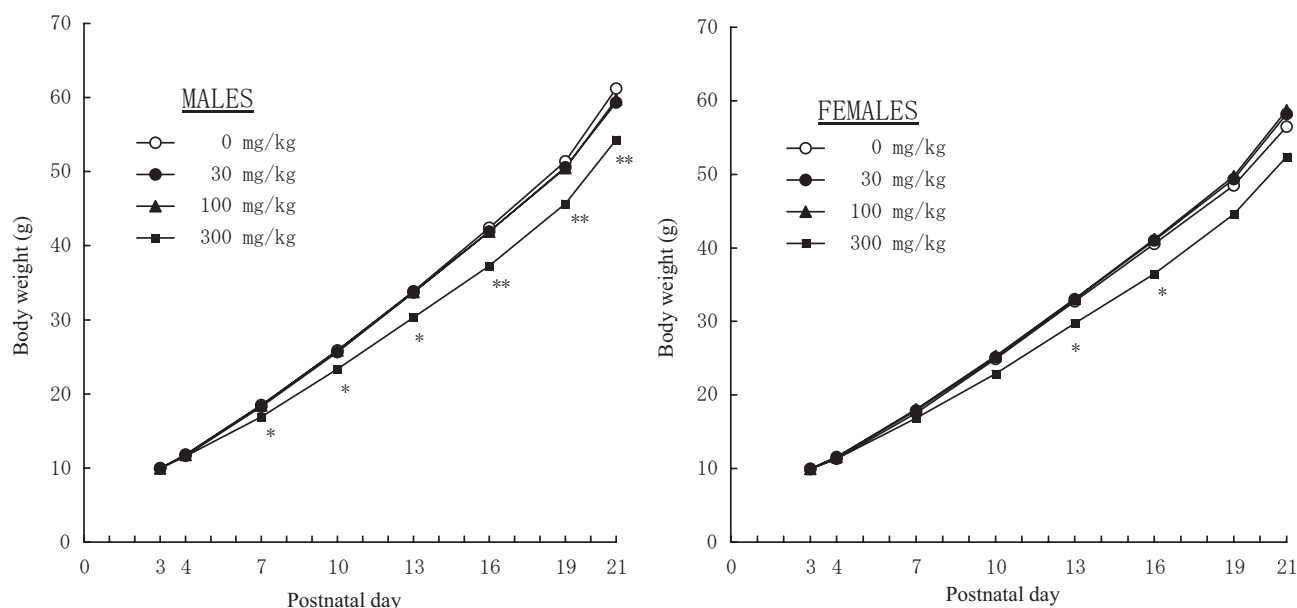 70
60
50
40
30
20
10
0
Body weight (g)
MALES
0 mg/kg
30 mg/kg
100 mg/kg
300 mg/kg
*
*
*
**
**
**
0 3 4 7 10 13 16 19 21
Postnatal day
70
60
50
40
30
20
10
0
Body weight (g)
FEMALES
0 mg/kg
30 mg/kg
100 mg/kg
300 mg/kg
*
*
0 3 4 7 10 13 16 19 21
Postnatal day